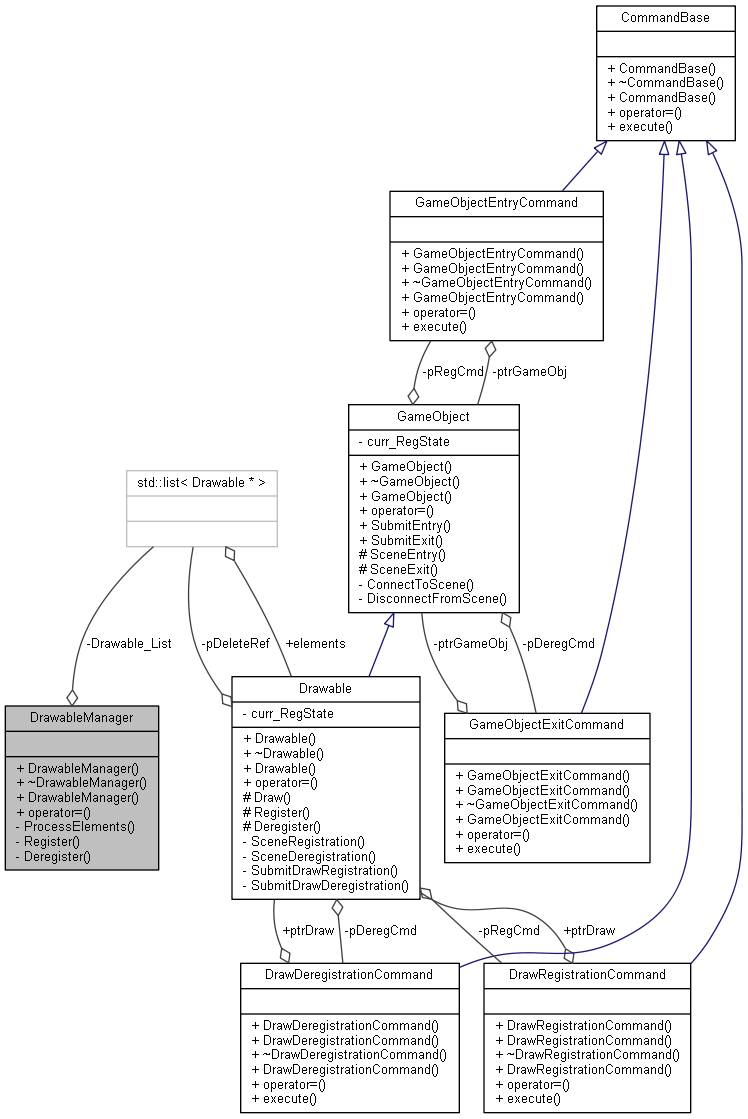 CommandBase
+ CommandBase()
+ ~CommandBase()
+ CommandBase()
+ operator=()
+ execute()
GameObjectEntryCommand
+ GameObjectEntryCommand()
+ GameObjectEntryCommand()
+ ~GameObjectEntryCommand()
+ GameObjectEntryCommand()
+ operator=()
+ execute()
-pRegCmd
-ptrGameObj
GameObject
- curr_RegState
+ GameObject()
+ ~GameObject()
+ GameObject()
+ operator=()
+ SubmitEntry()
+ SubmitExit()
# SceneEntry()
# SceneExit()
- ConnectToScene()
- DisconnectFromScene()
std::list< Drawable * >
-Drawable_List
-pDeleteRef
+elements
-ptrGameObj
-pDeregCmd
DrawableManager
+ DrawableManager()
+ ~DrawableManager()
+ DrawableManager()
+ operator=()
- ProcessElements()
- Register()
- Deregister()
Drawable
- curr_RegState
+ Drawable()
+ ~Drawable()
+ Drawable()
+ operator=()
# Draw()
# Register()
# Deregister()
- SceneRegistration()
- SceneDeregistration()
- SubmitDrawRegistration()
- SubmitDrawDeregistration()
GameObjectExitCommand
+ GameObjectExitCommand()
+ GameObjectExitCommand()
+ ~GameObjectExitCommand()
+ GameObjectExitCommand()
+ operator=()
+ execute()
+ptrDraw
-pDeregCmd
-pRegCmd
+ptrDraw
DrawDeregistrationCommand
+ DrawDeregistrationCommand()
+ DrawDeregistrationCommand()
+ ~DrawDeregistrationCommand()
+ DrawDeregistrationCommand()
+ operator=()
+ execute()
DrawRegistrationCommand
+ DrawRegistrationCommand()
+ DrawRegistrationCommand()
+ ~DrawRegistrationCommand()
+ DrawRegistrationCommand()
+ operator=()
+ execute()